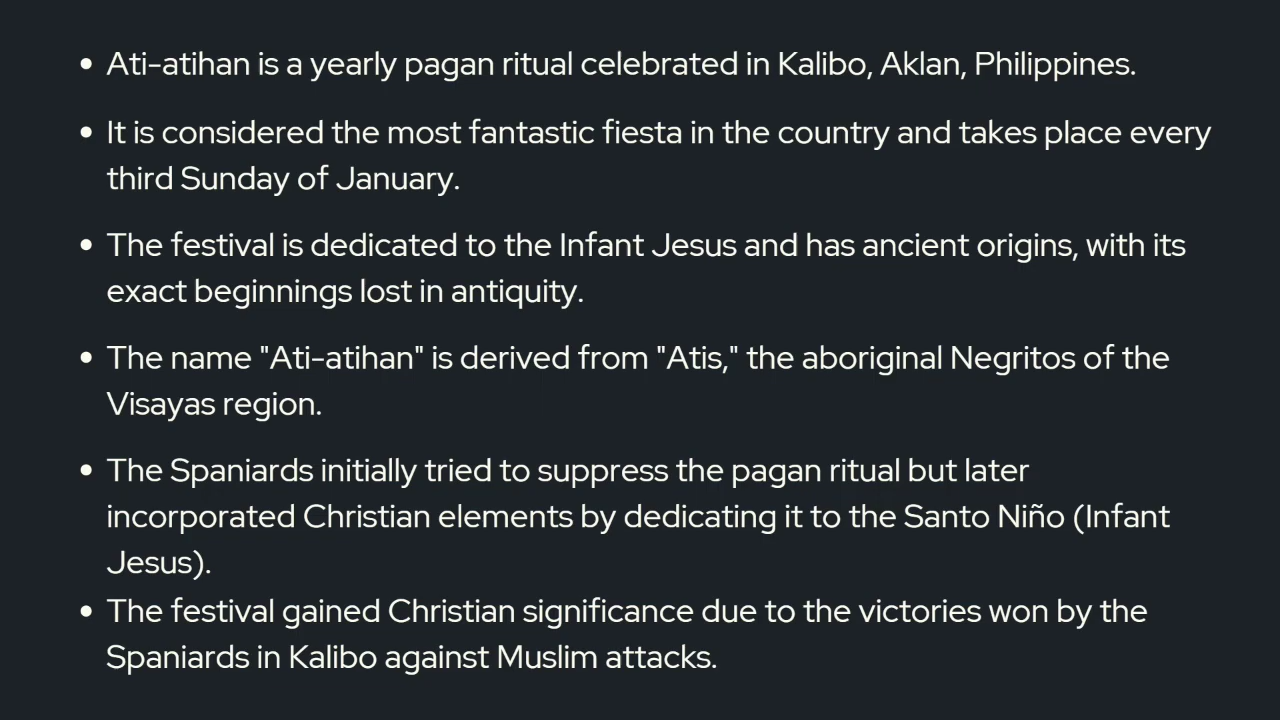 • Ati-atihan is a yearly pagan ritual celebrated in Kalibo, Aklan, Philippines.
• It is considered the most fantastic fiesta in the country and takes place every
third Sunday of January.
• The festival is dedicated to the Infant Jesus and has ancient origins, with its
exact beginnings lost in antiquity.
• The name "Ati-atihan" is derived from "Atis," the aboriginal Negritos of the
Visayas region.
• The Spaniards initially tried to suppress the pagan ritual but later
incorporated Christian elements by dedicating it to the Santo Niño (Infant
Jesus).
• The festival gained Christian significance due to the victories won by the
Spaniards in Kalibo against Muslim attacks.